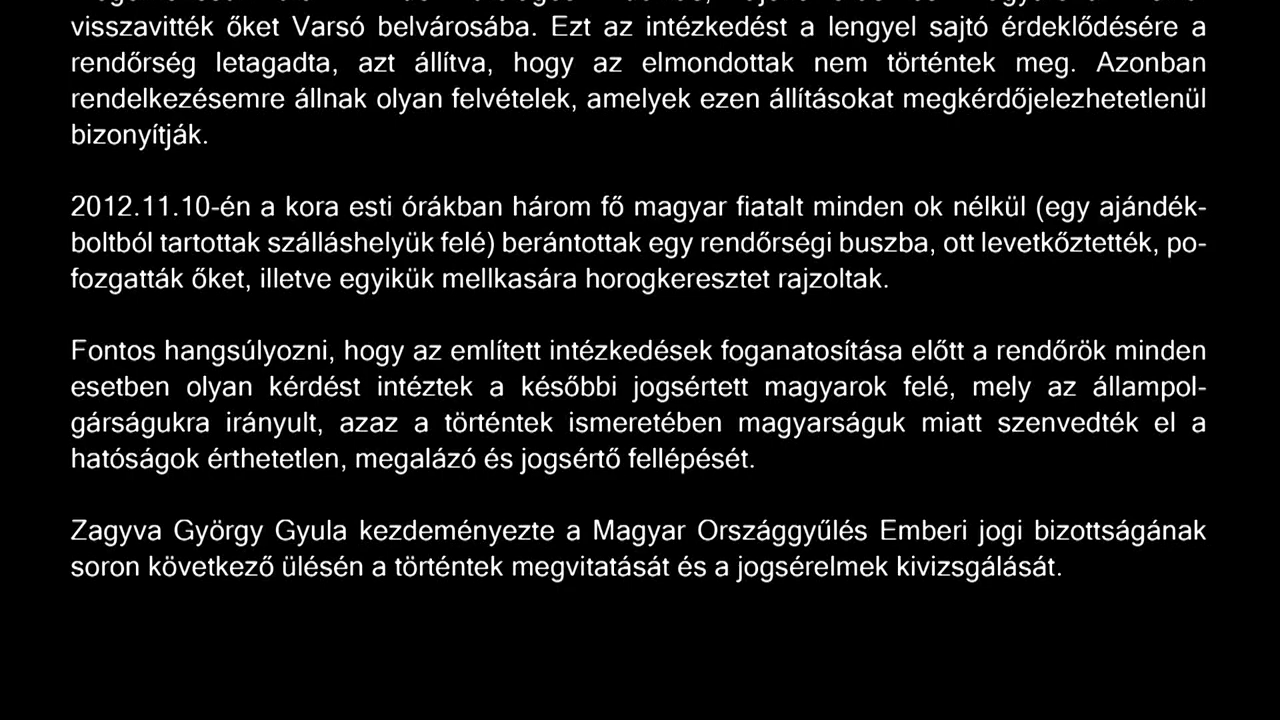 visszavitték őket Varsó belvárosába. Ezt az intézkedést a lengyel sajtó érdeklődésére a
rendőrség letagadta, azt állítva, hogy az elmondottak nem történtek meg. Azonban
rendelkezésemre állnak olyan felvételek, amelyek ezen állításokat megkérdőjelezhetetlenül
bizonyítják.
2012.11.10-én a kora esti órákban három fő magyar fiatalt minden ok nélkül (egy ajándék-
boltból tartottak szálláshelyük felé) berántottak egy rendőrségi buszba, ott levetkőztették, po-
fozgatták őket, illetve egyikük mellkasára horogkeresztet rajzoltak.
Fontos hangsúlyozni, hogy az említett intézkedések foganatosítása előtt a rendőrök minden
esetben olyan kérdést intéztek a későbbi jogsértett magyarok felé, mely az állampol-
gárságukra irányult, azaz a történtek ismeretében magyarságuk miatt szenvedték el a
hatóságok érthetetlen, megalázó és jogsértő fellépését.
Zagyva György Gyula kezdeményezte a Magyar Országgyűlés Emberi jogi bizottságának
soron következő ülésén a történtek megvitatását és a jogsérelmek kivizsgálását.